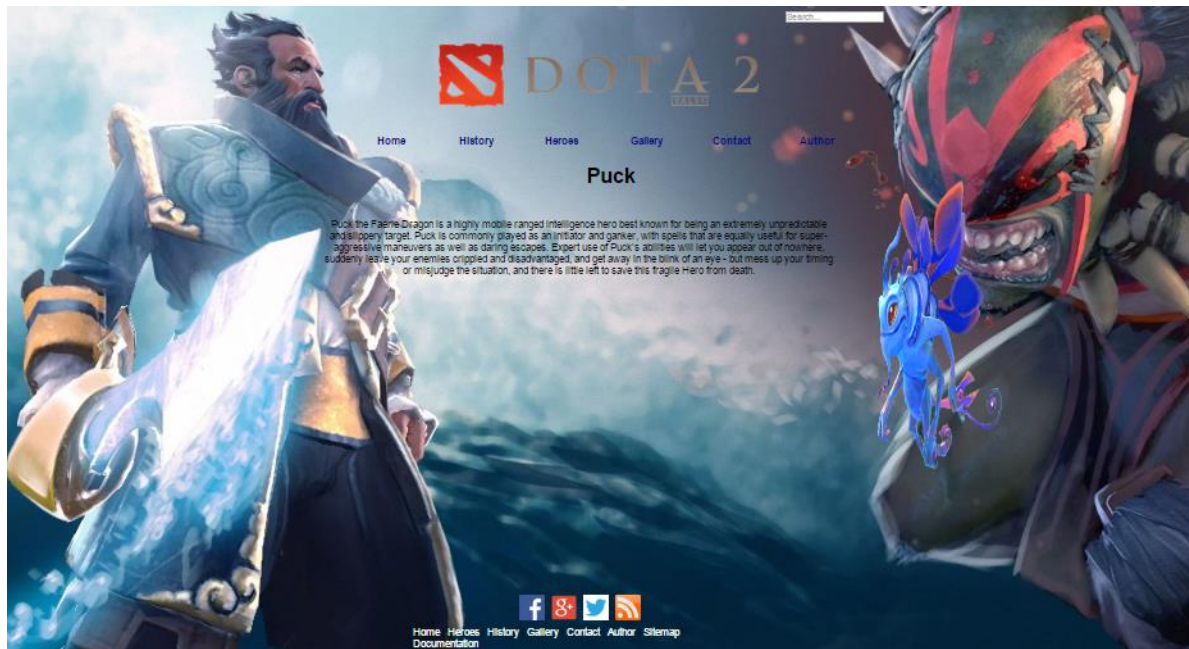 Search...
DOTA 2
VALVE
Home History Heroes Gallery Contact Author
Puck
Puck the Faerie Dragon is a highly mobile ranged intelligence hero best known for being an extremely unpredictable
and slippery target. Puck is commonly played as an initiator and ganker, with spells that are equally useful for super-
aggressive maneuvers as well as daring escapes. Expert use of Puck's abilities will let you appear out of nowhere,
suddenly leave your enemies crippled and disadvantaged, and get away in the blink of an eye - but mess up your timing
or misjudge the situation, and there is little left to save this fragile Hero from death.
f g+
Home Heroes History Gallery Contact Author Sitemap
Documentation